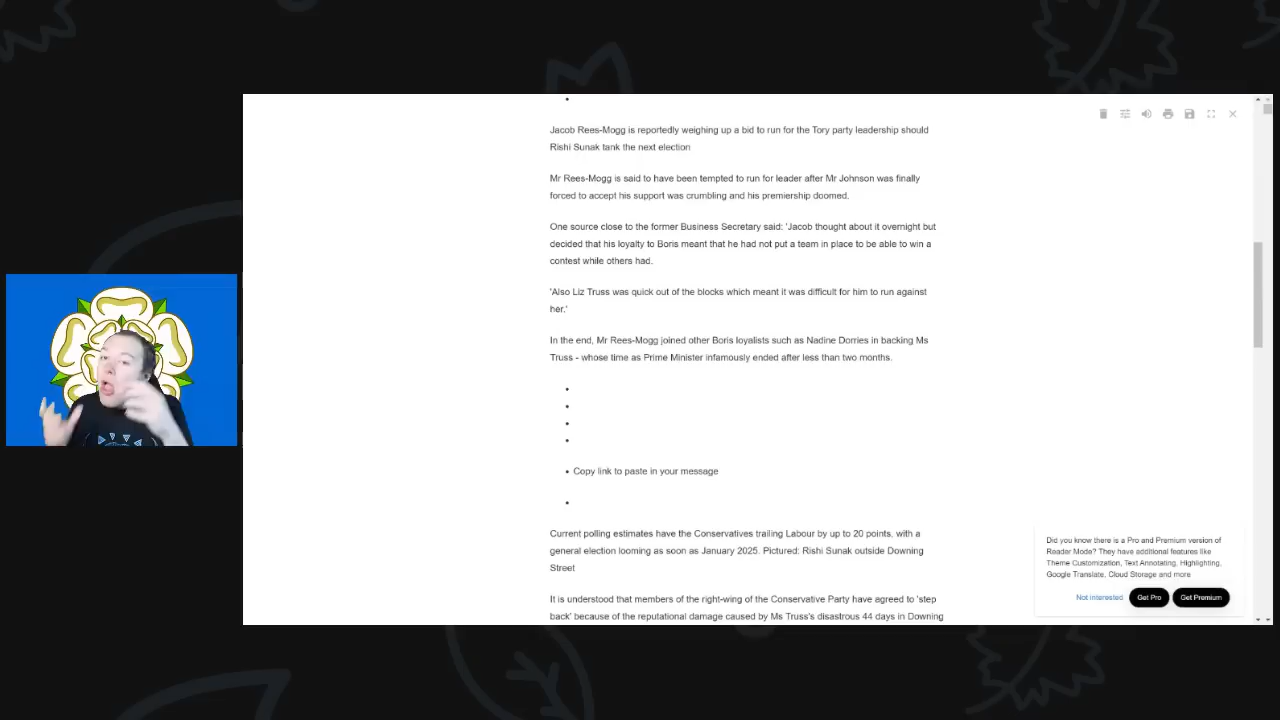 Jacob Rees-Mogg is reportedly weighing up a bid to run for the Tory party leadership should
Rishi Sunak tank the next election
Mr Rees-Mogg is said to have been tempted to run for leader after Mr Johnson was finally
forced to accept his support was crumbling and his premiership doomed.
One source close to the former Business Secretary said: 'Jacob thought about it overnight but
decided that his loyalty to Boris meant that he had not put a team in place to be able to win a
contest while others had.
'Also Liz Truss was quick out of the blocks which meant it was difficult for him to run against
her.'
In the end, Mr Rees-Mogg joined other Boris loyalists such as Nadine Dorries in backing Ms
Truss - whose time as Prime Minister infamously ended after less than two months.
• Copy link to paste in your message
Current polling estimates have the Conservatives trailing Labour by up to 20 points, with a
general election looming as soon as January 2025. Pictured: Rishi Sunak outside Downing
Street
It is understood that members of the right-wing of the Conservative Party have agreed to 'step
back' because of the reputational damage caused by Ms Truss's disastrous 44 days in Downing
Did you know there is a Pro and Premium version of
Reader Mode? They have additional features like
Theme Customization, Text Annotating, Highlighting,
Google Translate, Cloud Storage and more
Not interested Get Pro Get Premium